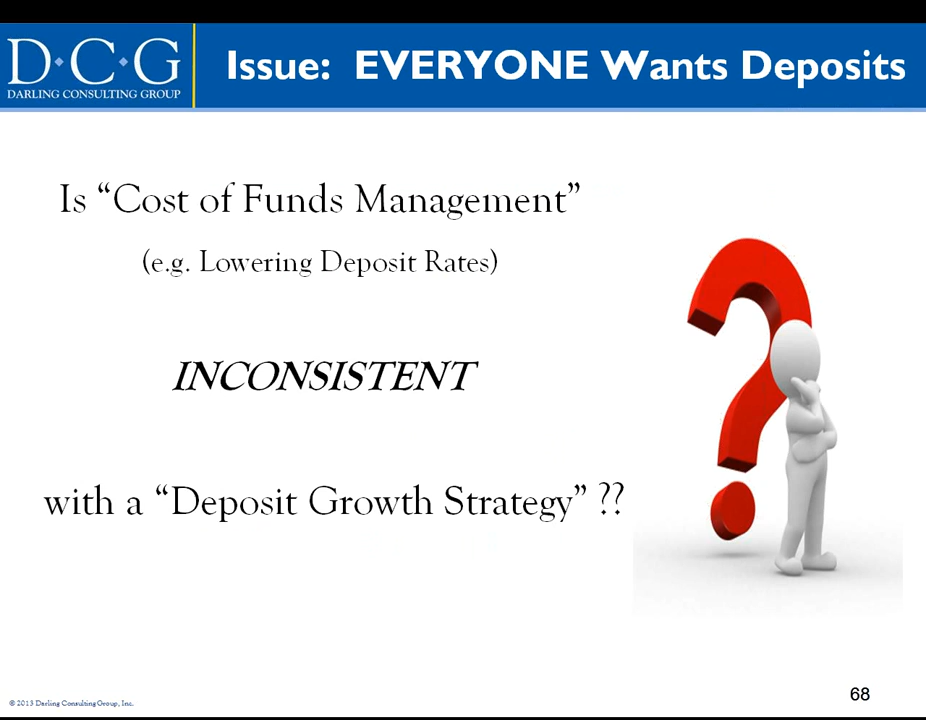 D·C·G
DARLING CONSULTING GROUP
Issue: EVERYONE Wants Deposits
Is “Cost of Funds Management”
(e.g. Lowering Deposit Rates)
INCONSISTENT
with a “Deposit Growth Strategy” ??
© 2013 Darling Consulting Group, Inc.
68